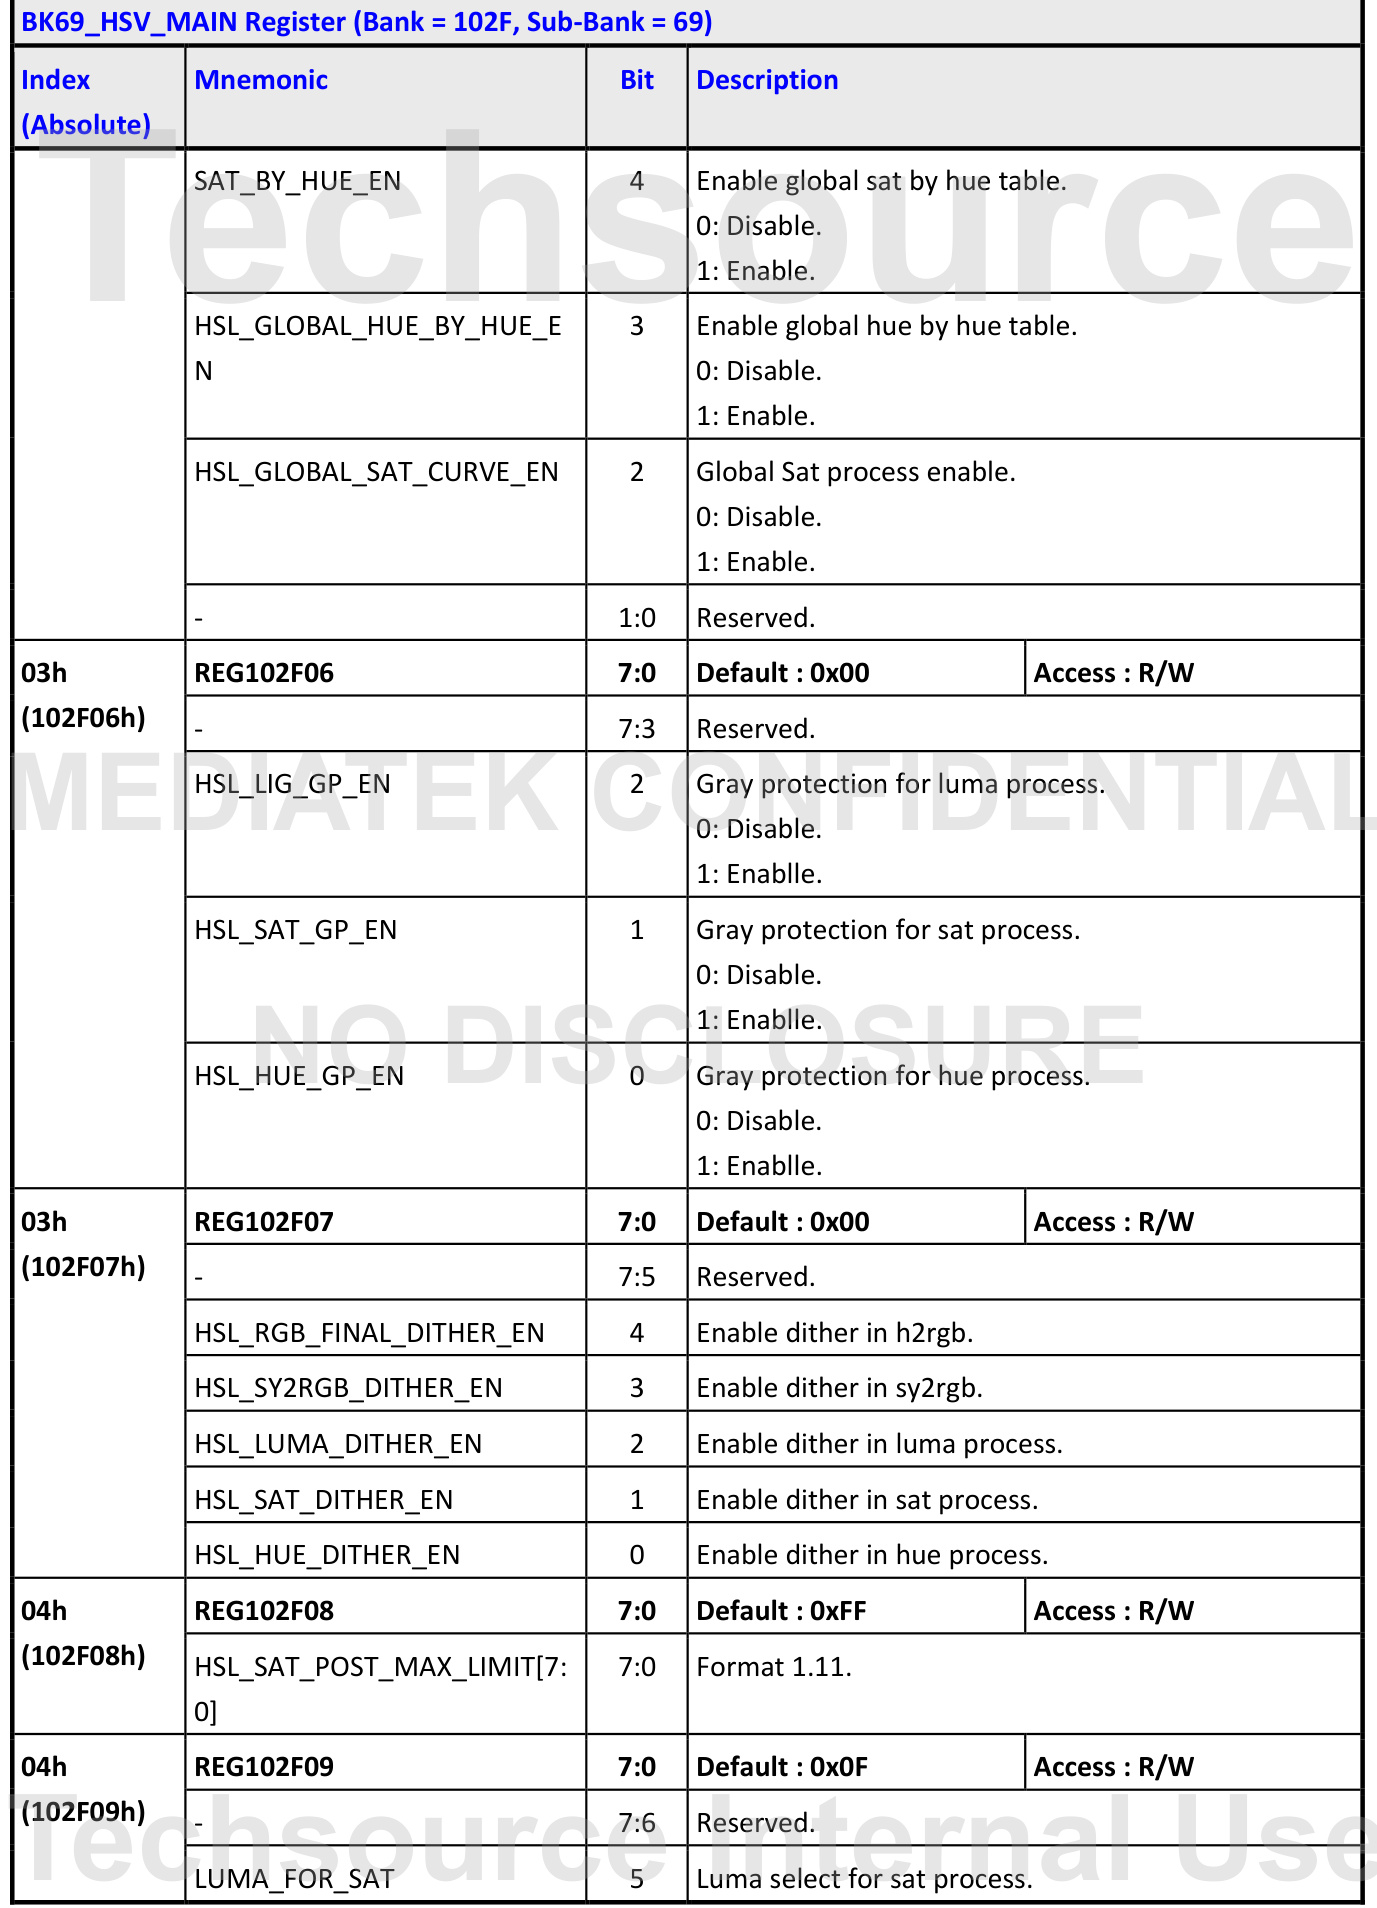 BK69_HSV_MAIN Register (Bank = 102F, Sub-Bank = 69)
Index Mnemonic Bit Description
(Absolute)
Techsource
SAT_BY_HUE_EN 4 Enable global sat by hue table.
0: Disable.
1: Enable.
HSL_GLOBAL_HUE_BY_HUE_E 3 Enable global hue by hue table.
N 0: Disable.
1: Enable.
HSL_GLOBAL_SAT_CURVE_EN 2 Global Sat process enable.
0: Disable.
1: Enable.
- 1:0 Reserved.
03h REG102F06 7:0 Default : 0x00 Access : R/W
(102F06h)
- 7:3 Reserved.
MEDIATEK CONFIDENTIAL
HSL_LIG_GP_EN 2 Gray protection for luma process.
0: Disable.
1: Enablle.
HSL_SAT_GP_EN 1 Gray protection for sat process.
0: Disable.
1: Enablle.
NO DISCLOSURE
HSL_HUE_GP_EN 0 Gray protection for hue process.
0: Disable.
1: Enablle.
03h REG102F07 7:0 Default : 0x00 Access : R/W
(102F07h)
- 7:5 Reserved.
HSL_RGB_FINAL_DITHER_EN 4 Enable dither in h2rgb.
HSL_SY2RGB_DITHER_EN 3 Enable dither in sy2rgb.
HSL_LUMA_DITHER_EN 2 Enable dither in luma process.
HSL_SAT_DITHER_EN 1 Enable dither in sat process.
HSL_HUE_DITHER_EN 0 Enable dither in hue process.
04h REG102F08 7:0 Default : 0xFF Access : R/W
(102F08h)
HSL_SAT_POST_MAX_LIMIT[7: 7:0 Format 1.11.
0]
04h REG102F09 7:0 Default : 0x0F Access : R/W
(102F09h)
- 7:6 Reserved.
Techsource Internal Use
LUMA_FOR_SAT 5 Luma select for sat process.